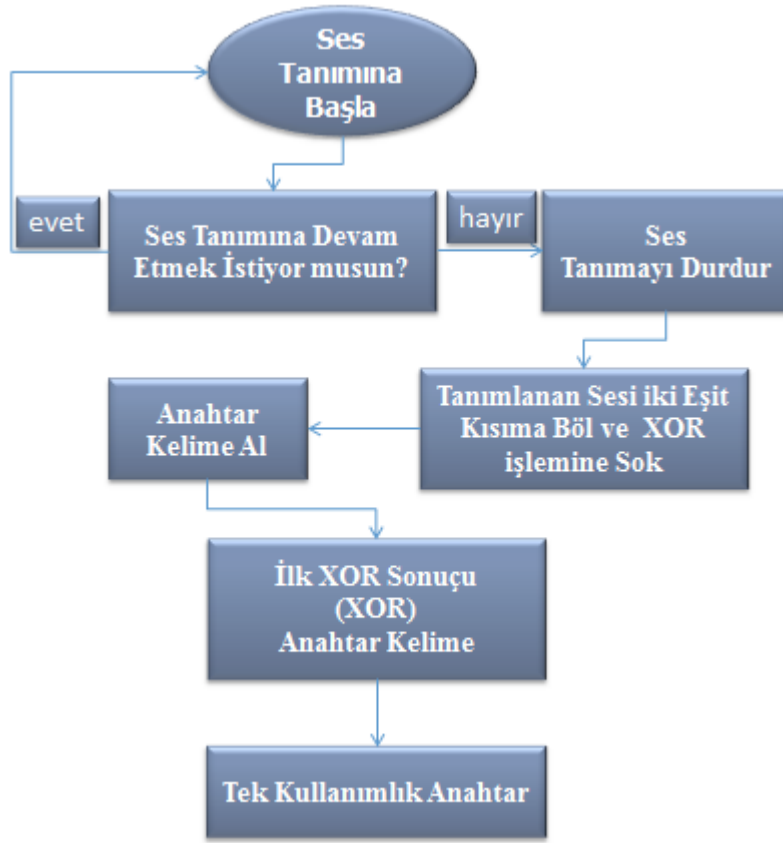 Ses
Tanımına
Başla
evet
Ses Tanımına Devam
Etmek İstiyor musun?
hayır
Ses
Tanımayı Durdur
Tanımlanan Sesi iki Eşit
Kısıma Böl ve XOR
işlemine Sok
Anahtar
Kelime Al
İlk XOR Sonuçu
(XOR)
Anahtar Kelime
Tek Kullanımlık Anahtar